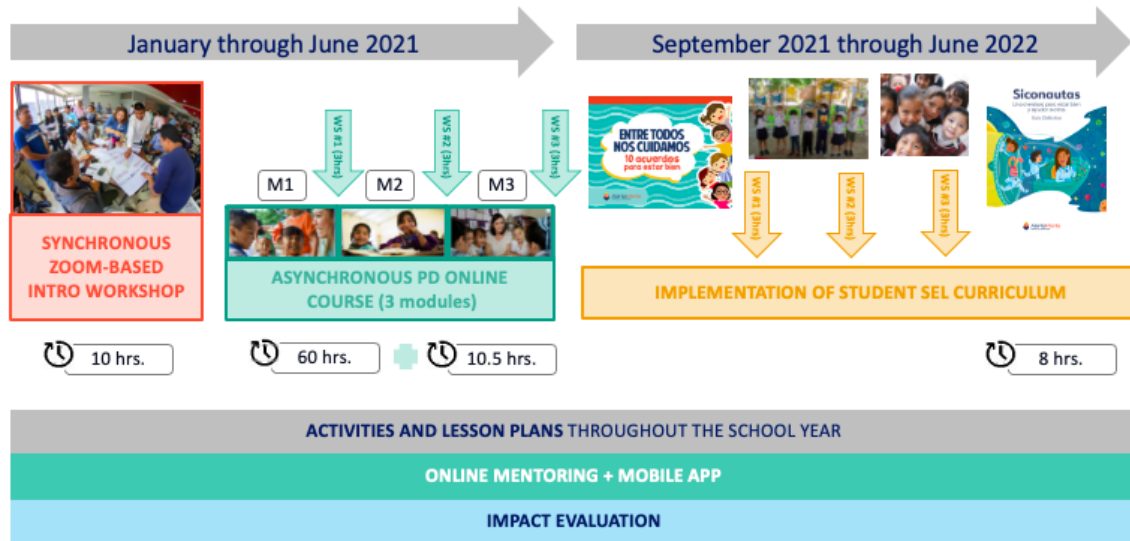 January through June 2021
September 2021 through June 2022
WS #1 (3hrs)
WS #2 (3hrs)
WS #3 (3hrs)
M1
M2
M3
ENTRE TODOS
NOS CUIDAMOS
10 acuerdos
para estar bien
Siconautas
WS #1 (3hrs)
WS #2 (3hrs)
WS #3 (3hrs)
SYNCHRONOUS
ZOOM-BASED
INTRO WORKSHOP
ASYNCHRONOUS PD ONLINE
COURSE (3 modules)
IMPLEMENTATION OF STUDENT SEL CURRICULUM
10 hrs.
60 hrs.
10.5 hrs.
8 hrs.
ACTIVITIES AND LESSON PLANS THROUGHOUT THE SCHOOL YEAR
ONLINE MENTORING + MOBILE APP
IMPACT EVALUATION